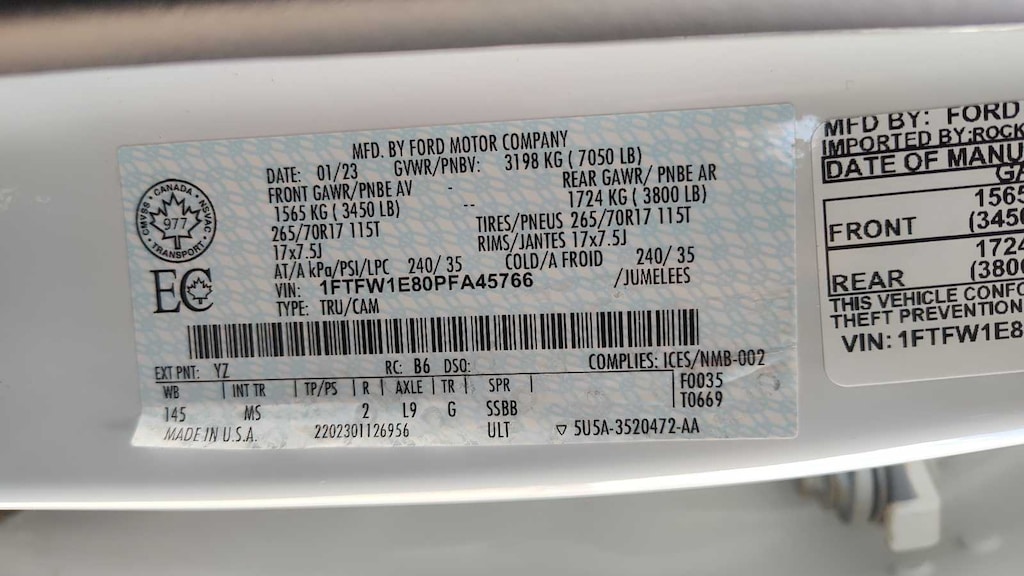 MFD. BY FORD MOTOR COMPANY
DATE: 01/23 GVWR/PNBV: 3198 KG ( 7050 LB)
FRONT GAWR/PNBE AV - REAR GAWR/ PNBE AR
1565 KG ( 3450 LB) -- 1724 KG ( 3800 LB)
265/70R17 115T TIRES/PNEUS 265/70R17 115T
17x7.5J RIMS/JANTES 17x7.5J
AT/A kPa/PSI/LPC 240/ 35 COLD/A FROID 240/ 35
VIN: 1FTFW1E80PFA45766 /JUMELEES
TYPE: TRU/CAM
CANADA
NSVAC
TRANSPORT
SBAWD
977
EC
EXT PNT: YZ RC: B6 DSO: COMPLIES: ICES/NMB-002
WB INT TR TP/PS R AXLE TR SPR F0035
145 MS 2 L9 G SSBB T0669
MADE IN U.S.A. 2202301126956 ULT ▽ 5U5A-3520472-AA
MFD BY: FORD
IMPORTED BY:ROCK
DATE OF MANU
GA
1565
FRONT (3450
1724
REAR (3800
THIS VEHICLE CONFO
THEFT PREVENTION
VIN: 1FTFW1E8